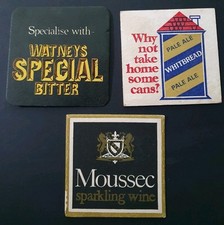 Specialise with
WATNEYS
SPECIAL
BITTER
Why
not
take
home
some
cans?
PALE ALE
WHITBREAD
PALE ALE
Moussec
sparkling wine